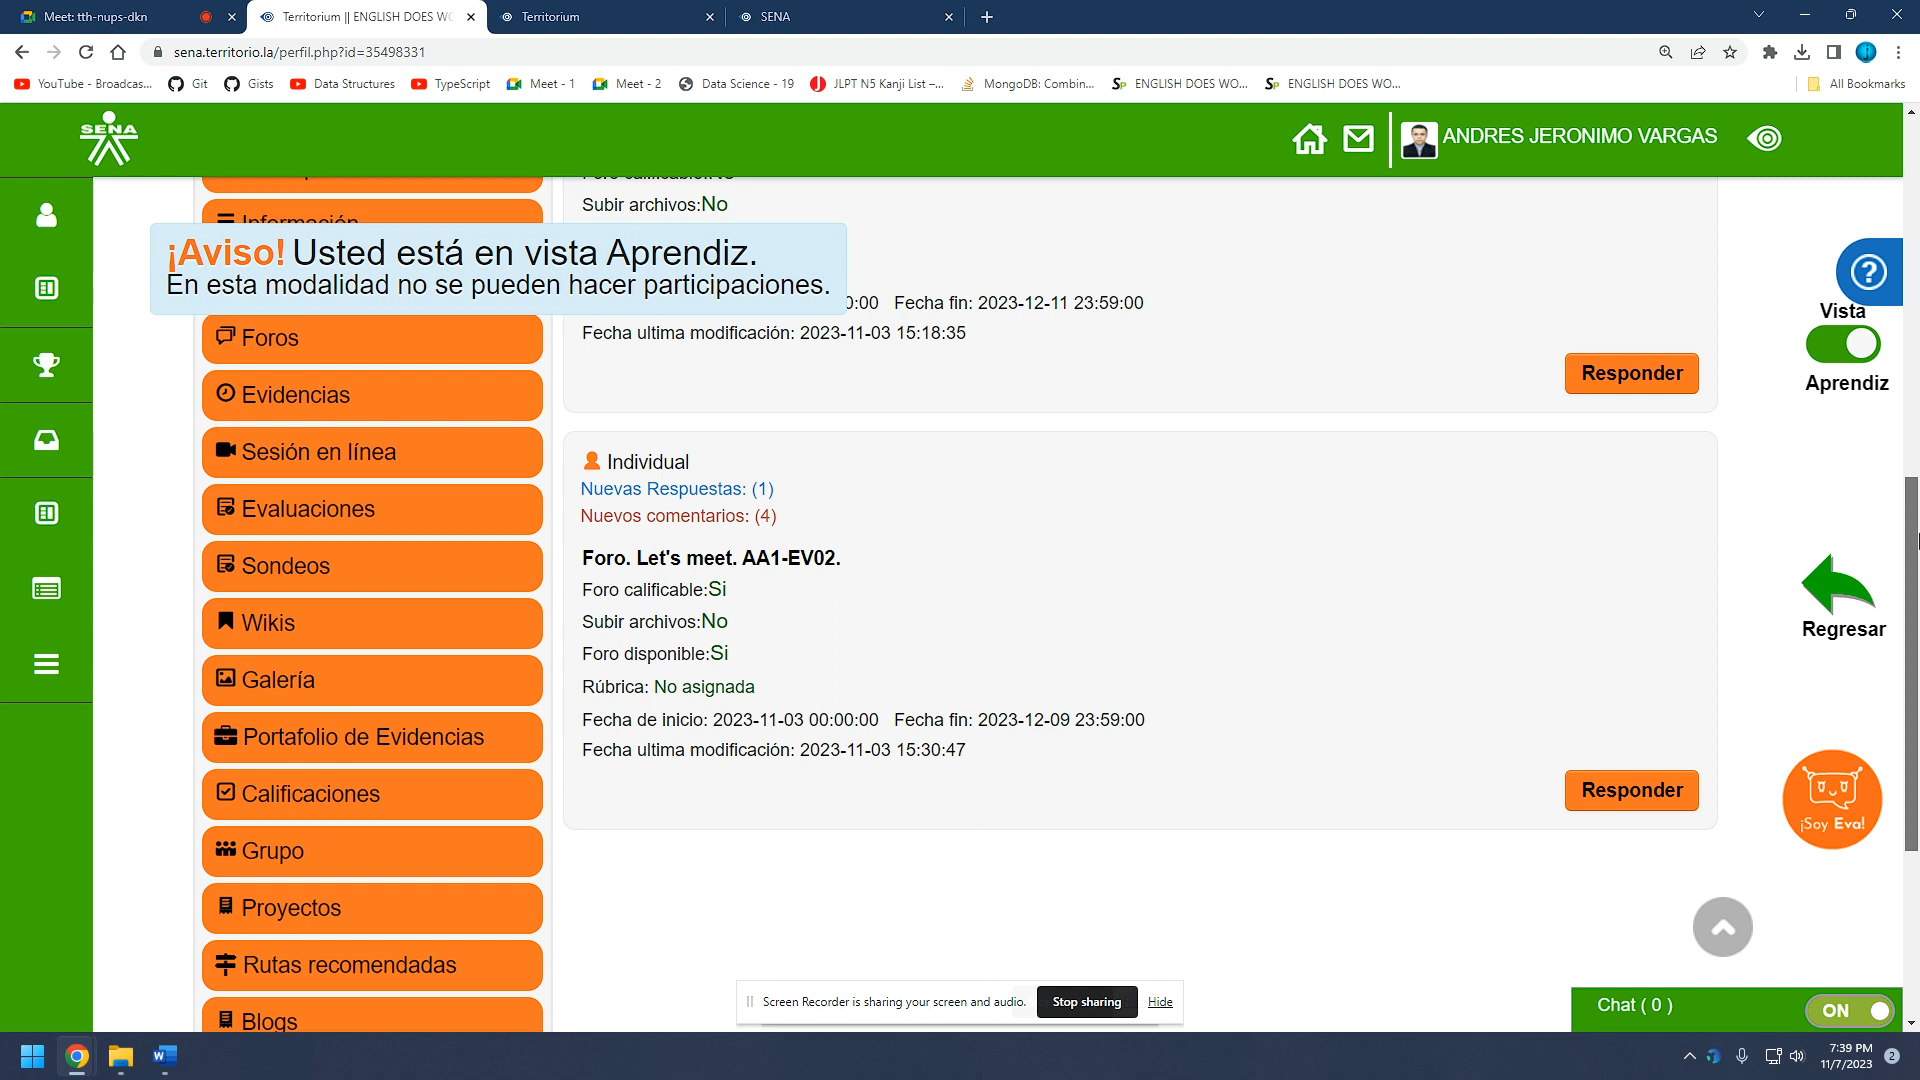 Meet: tth-nups-dkn
Territorium || ENGLISH DOES WO
Territorium
SENA
sena.territorio.la/perfil.php?id=35498331
YouTube - Broadcas...
Git
Gists
Data Structures
TypeScript
Meet - 1
Meet - 2
Data Science - 19
JLPT N5 Kanji List –...
MongoDB: Combin...
ENGLISH DOES WO...
ENGLISH DOES WO...
All Bookmarks
SENA
ANDRES JERONIMO VARGAS
Información
¡Aviso! Usted está en vista Aprendiz.
En esta modalidad no se pueden hacer participaciones.
Foros
Evidencias
Sesión en línea
Evaluaciones
Sondeos
Wikis
Galería
Portafolio de Evidencias
Calificaciones
Grupo
Proyectos
Rutas recomendadas
Blogs
Subir archivos:No
0:00 Fecha fin: 2023-12-11 23:59:00
Fecha ultima modificación: 2023-11-03 15:18:35
Responder
Individual
Nuevas Respuestas: (1)
Nuevos comentarios: (4)
Foro. Let's meet. AA1-EV02.
Foro calificable:Si
Subir archivos:No
Foro disponible:Si
Rúbrica: No asignada
Fecha de inicio: 2023-11-03 00:00:00 Fecha fin: 2023-12-09 23:59:00
Fecha ultima modificación: 2023-11-03 15:30:47
Responder
Vista
Aprendiz
Regresar
¡Soy Eva!
Screen Recorder is sharing your screen and audio.
Stop sharing
Hide
Chat ( 0 )
ON
7:39 PM
11/7/2023
2